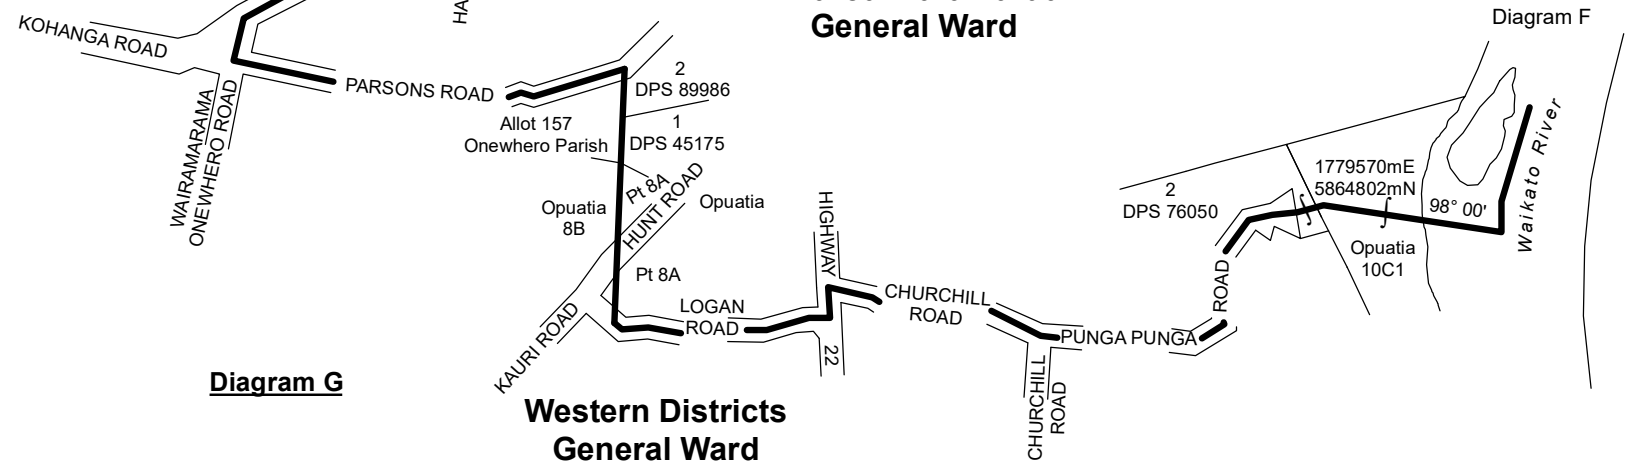 General Ward
Diagram F
KOHANGA ROAD
HA
PARSONS ROAD
WAIRAMARAMA
ONEWHERO ROAD
2
DPS 89986
1
DPS 45175
Allot 157
Onewhero Parish
Pt 8A
HUNT ROAD
Opuatia
Opuatia
8B
Pt 8A
KAURI ROAD
LOGAN
ROAD
HIGHWAY
22
CHURCHILL
ROAD
CHURCHILL
ROAD
PUNGA PUNGA
ROAD
2
DPS 76050
1779570mE
5864802mN
98° 00'
Opuatia
10C1
Waikato River
Diagram G
Western Districts
General Ward